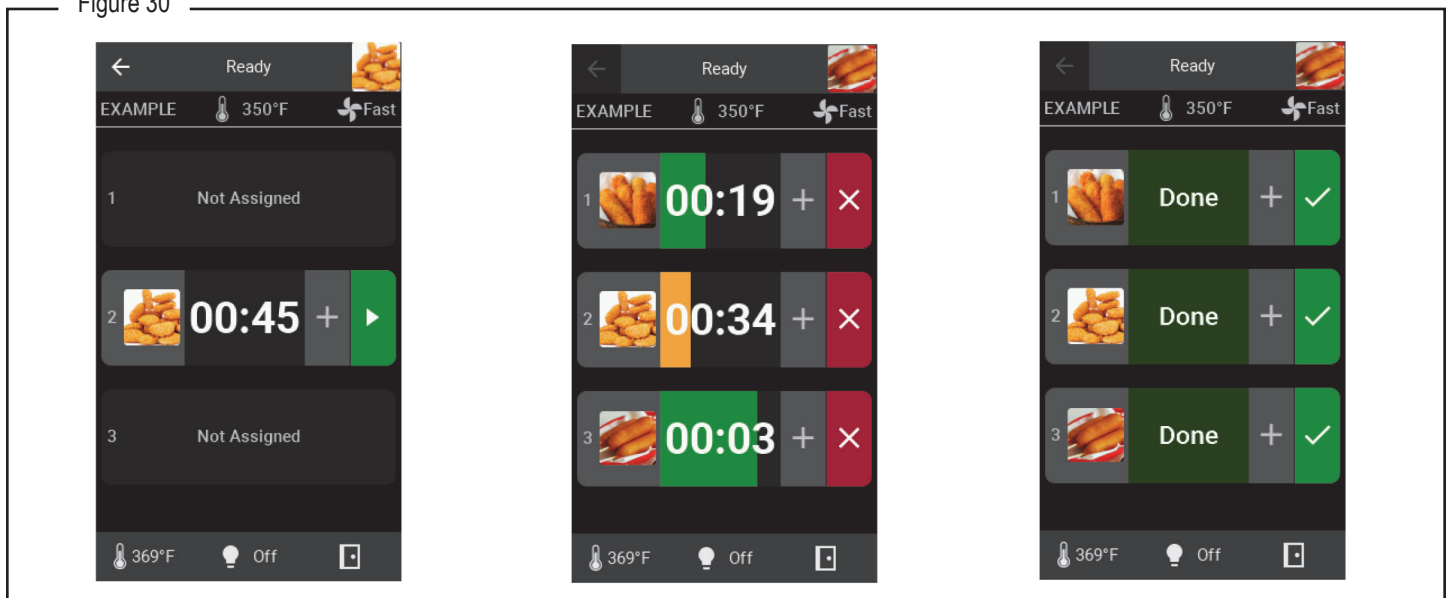 Figure 30
Ready
EXAMPLE 350°F Fast
1 Not Assigned
2 00:45 +
3 Not Assigned
369°F Off
Ready
EXAMPLE 350°F Fast
1 00:19 + ×
2 00:34 + ×
3 00:03 + ×
369°F Off
Ready
EXAMPLE 350°F Fast
1 Done +
2 Done +
3 Done +
369°F Off